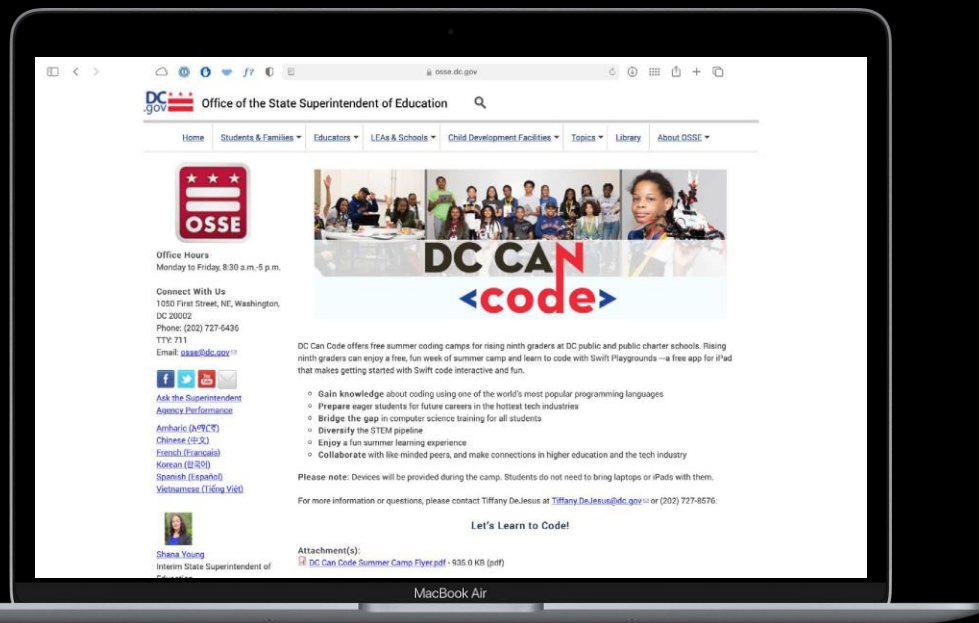 osse.dc.gov
DC
.gov
Office of the State Superintendent of Education
Home Students & Families Educators LEAs & Schools Child Development Facilities Topics Library About OSSE
OSSE
DC CAN
<code>
Office Hours
Monday to Friday, 8:30 a.m.-5 p.m.
Connect With Us
1050 First Street, NE, Washington,
DC 20002
Phone: (202) 727-6436
TTY: 711
Email: osse@dc.gov
Ask the Superintendent
Agency Performance
Amharic (አማርኛ)
Chinese (中文)
French (Français)
Korean (한국어)
Spanish (Español)
Vietnamese (Tiếng Việt)
Shana Young
Interim State Superintendent of
Education
DC Can Code offers free summer coding camps for rising ninth graders at DC public and public charter schools. Rising
ninth graders can enjoy a free, fun week of summer camp and learn to code with Swift Playgrounds —a free app for iPad
that makes getting started with Swift code interactive and fun.
Gain knowledge about coding using one of the world's most popular programming languages
Prepare eager students for future careers in the hottest tech industries
Bridge the gap in computer science training for all students
Diversify the STEM pipeline
Enjoy a fun summer learning experience
Collaborate with like-minded peers, and make connections in higher education and the tech industry
Please note: Devices will be provided during the camp. Students do not need to bring laptops or iPads with them.
For more information or questions, please contact Tiffany DeJesus at Tiffany.DeJesus@dc.gov or (202) 727-8576.
Let's Learn to Code!
Attachment(s):
DC Can Code Summer Camp Flyer.pdf - 935.0 KB (pdf)
MacBook Air